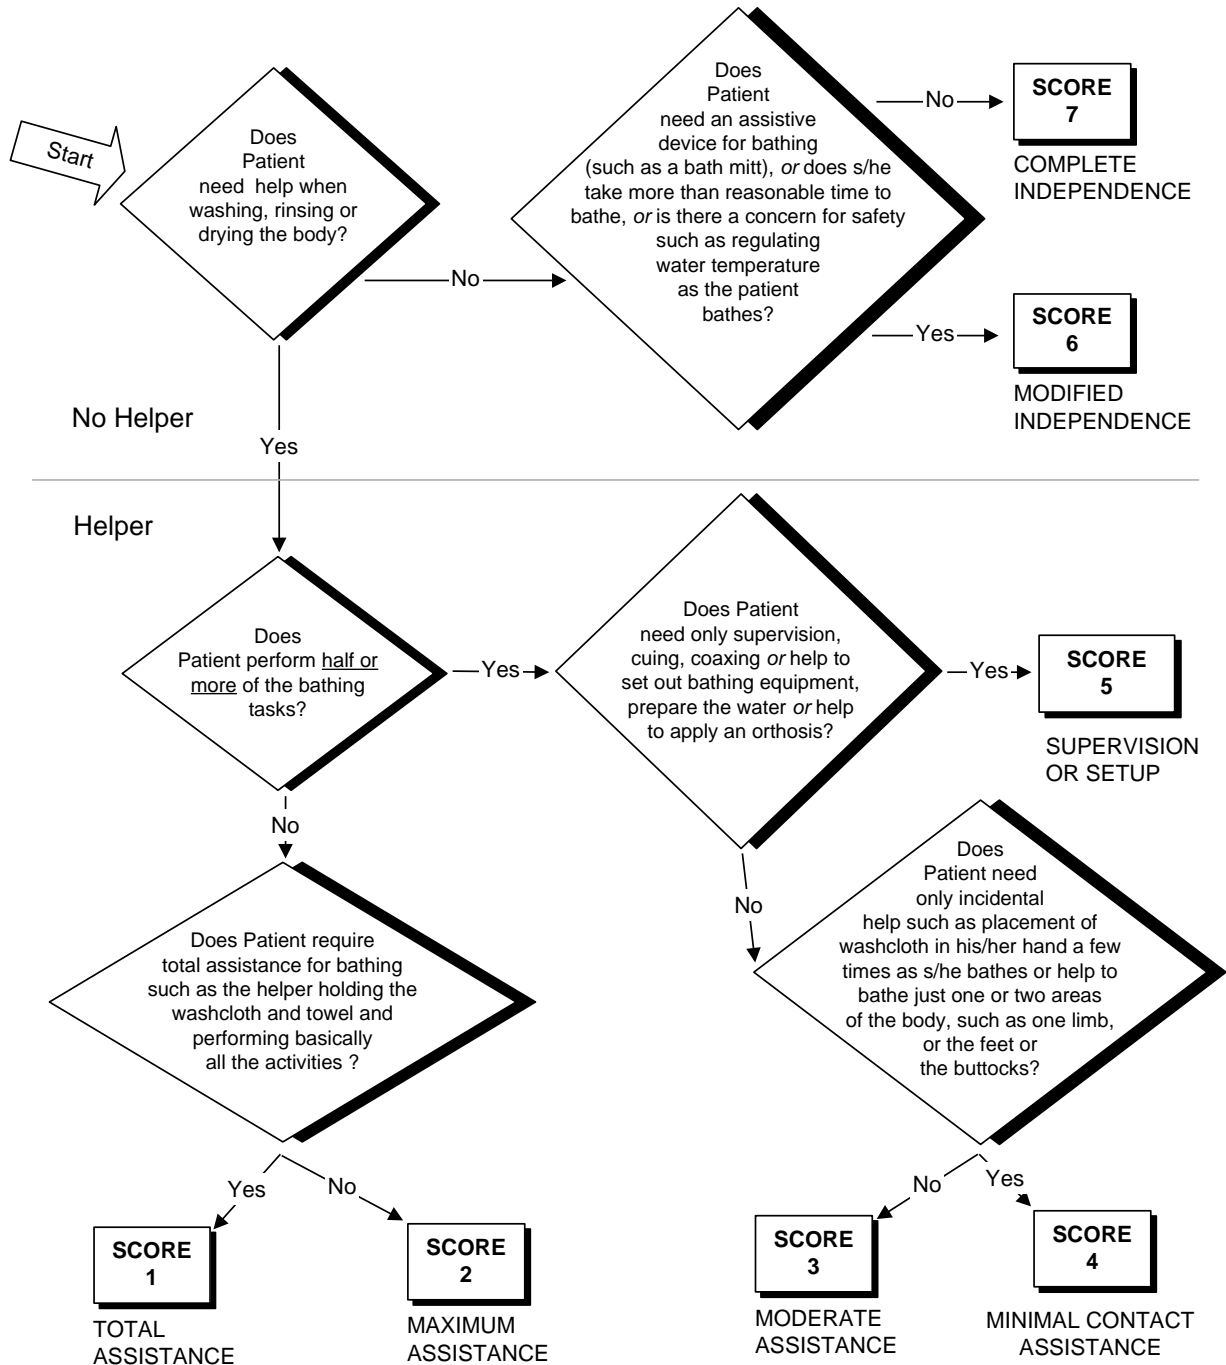 Start
Does
Patient
need help when
washing, rinsing or
drying the body?
No
Does
Patient
need an assistive
device for bathing
(such as a bath mitt), or does s/he
take more than reasonable time to
bathe, or is there a concern for safety
such as regulating
water temperature
as the patient
bathes?
No
SCORE
7
COMPLETE
INDEPENDENCE
Yes
SCORE
6
MODIFIED
INDEPENDENCE
No Helper
Yes
Helper
Does
Patient perform half or
more of the bathing
tasks?
Yes
Does Patient
need only supervision,
cuing, coaxing or help to
set out bathing equipment,
prepare the water or help
to apply an orthosis?
Yes
SCORE
5
SUPERVISION
OR SETUP
No
No
Does Patient require
total assistance for bathing
such as the helper holding the
washcloth and towel and
performing basically
all the activities ?
Does
Patient need
only incidental
help such as placement of
washcloth in his/her hand a few
times as s/he bathes or help to
bathe just one or two areas
of the body, such as one limb,
or the feet or
the buttocks?
Yes
No
No
Yes
SCORE
1
TOTAL
ASSISTANCE
SCORE
2
MAXIMUM
ASSISTANCE
SCORE
3
MODERATE
ASSISTANCE
SCORE
4
MINIMAL CONTACT
ASSISTANCE